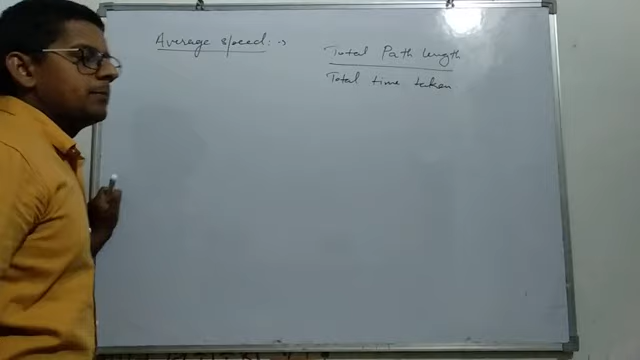 Average speed: →
Total Path length
Total time taken